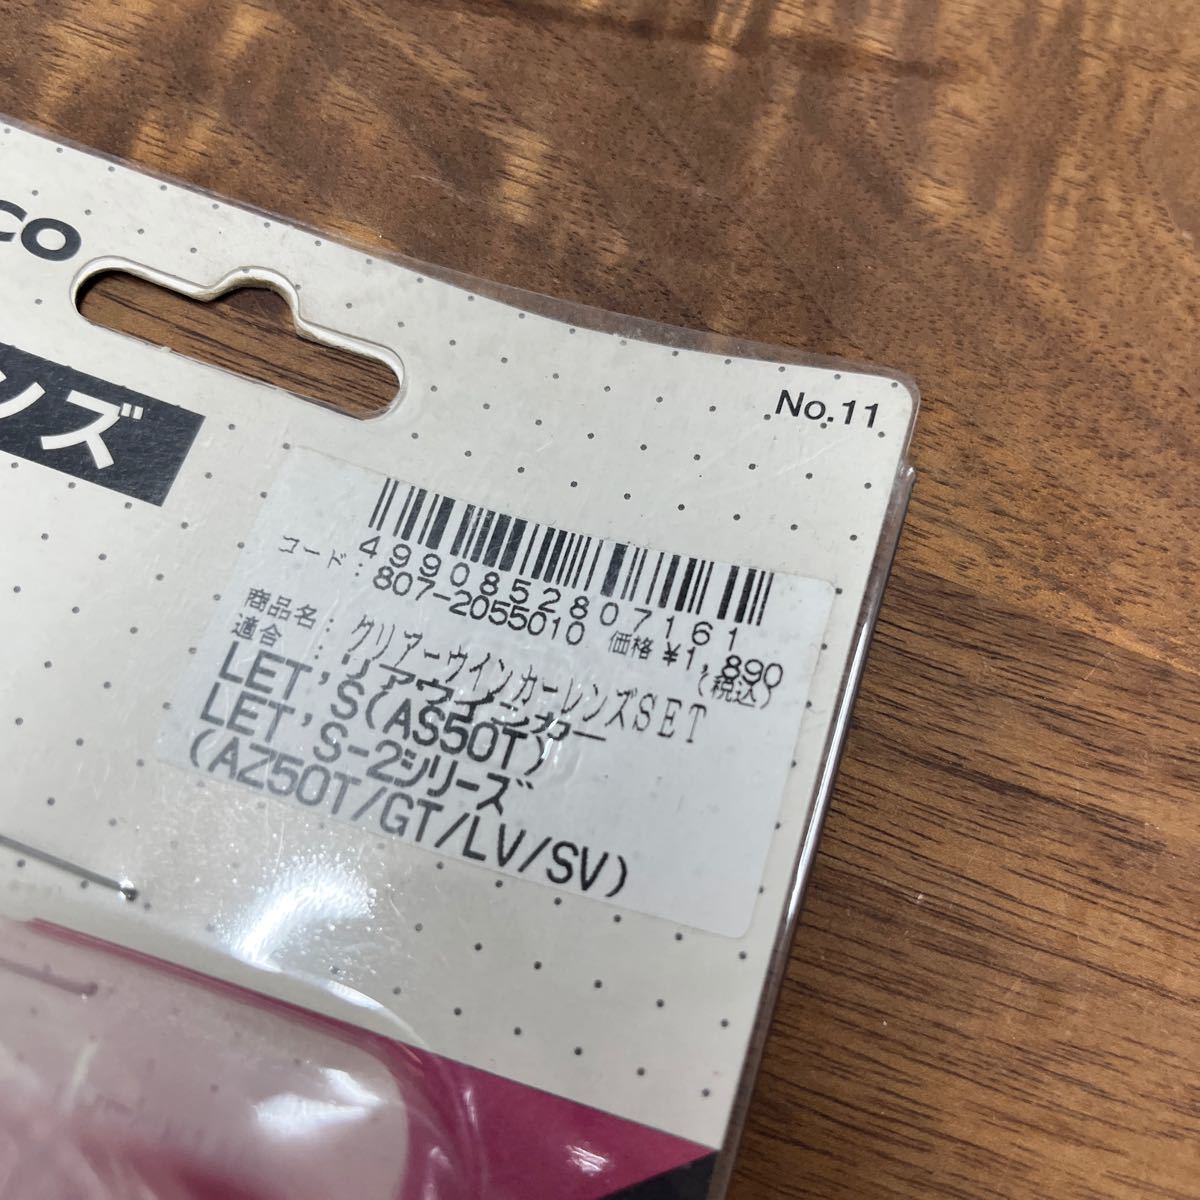 CO
No.11
ンズ
4990852807161
コード:807-2055010 価格 ¥1,890
(税込)
商品名:クリアーウインカーレンズSET
適合 :リアウインカー
LET'S(AS50T)
LET'S-2シリーズ
(AZ50T/GT/LV/SV)